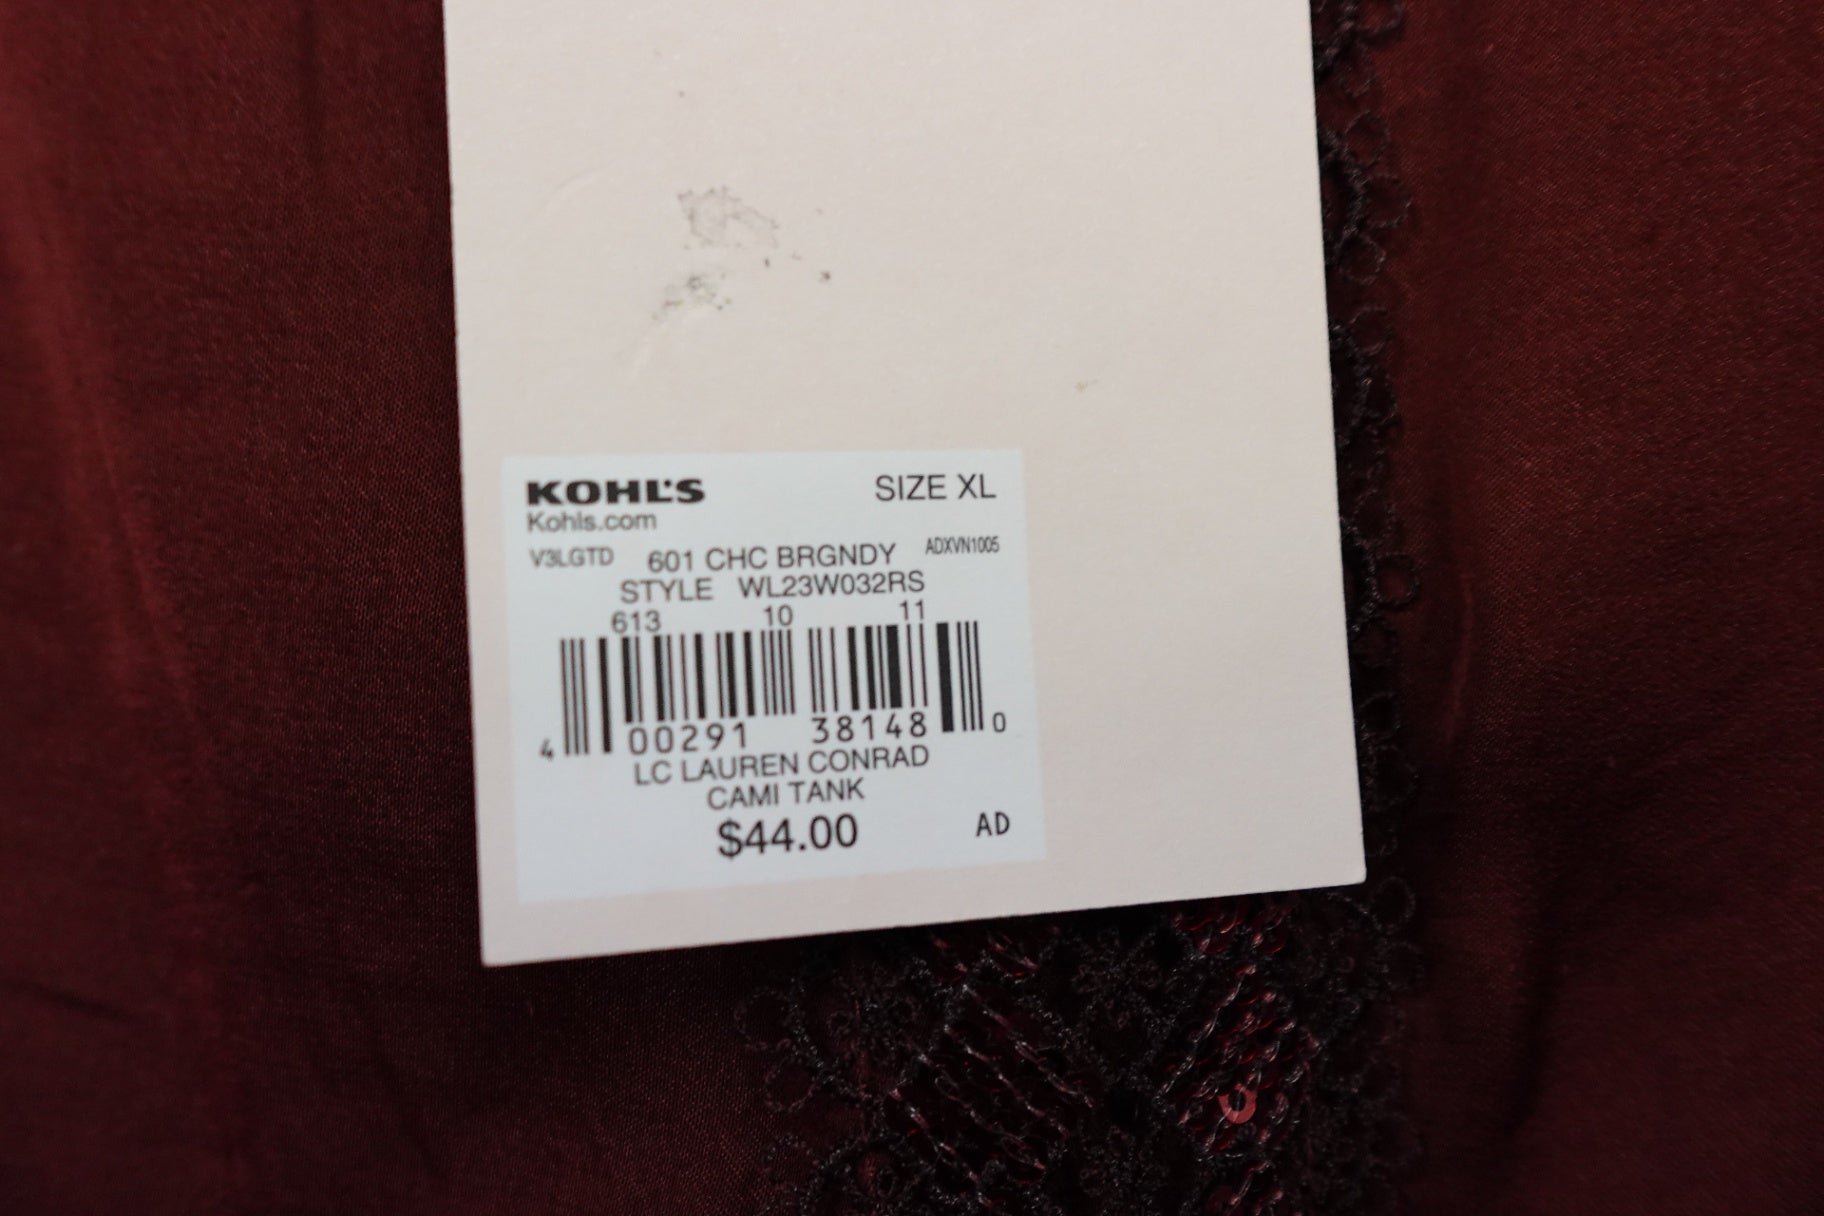 KOHL'S SIZE XL
Kohls.com
V3LGTD 601 CHC BRGNDY ADXVN1005
STYLE WL23W032RS
613 10 11
4 00291 38148 0
LC LAUREN CONRAD
CAMI TANK
$44.00 AD